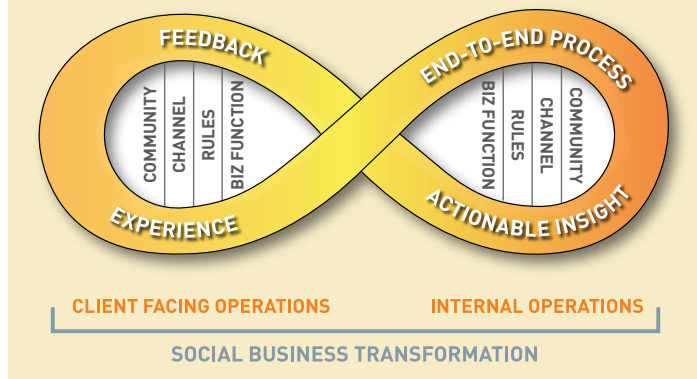 FEEDBACK
END-TO-END PROCESS
COMMUNITY
CHANNEL
RULES
BIZ FUNCTION
BIZ FUNCTION
RULES
CHANNEL
COMMUNITY
EXPERIENCE
ACTIONABLE INSIGHT
CLIENT FACING OPERATIONS
INTERNAL OPERATIONS
SOCIAL BUSINESS TRANSFORMATION